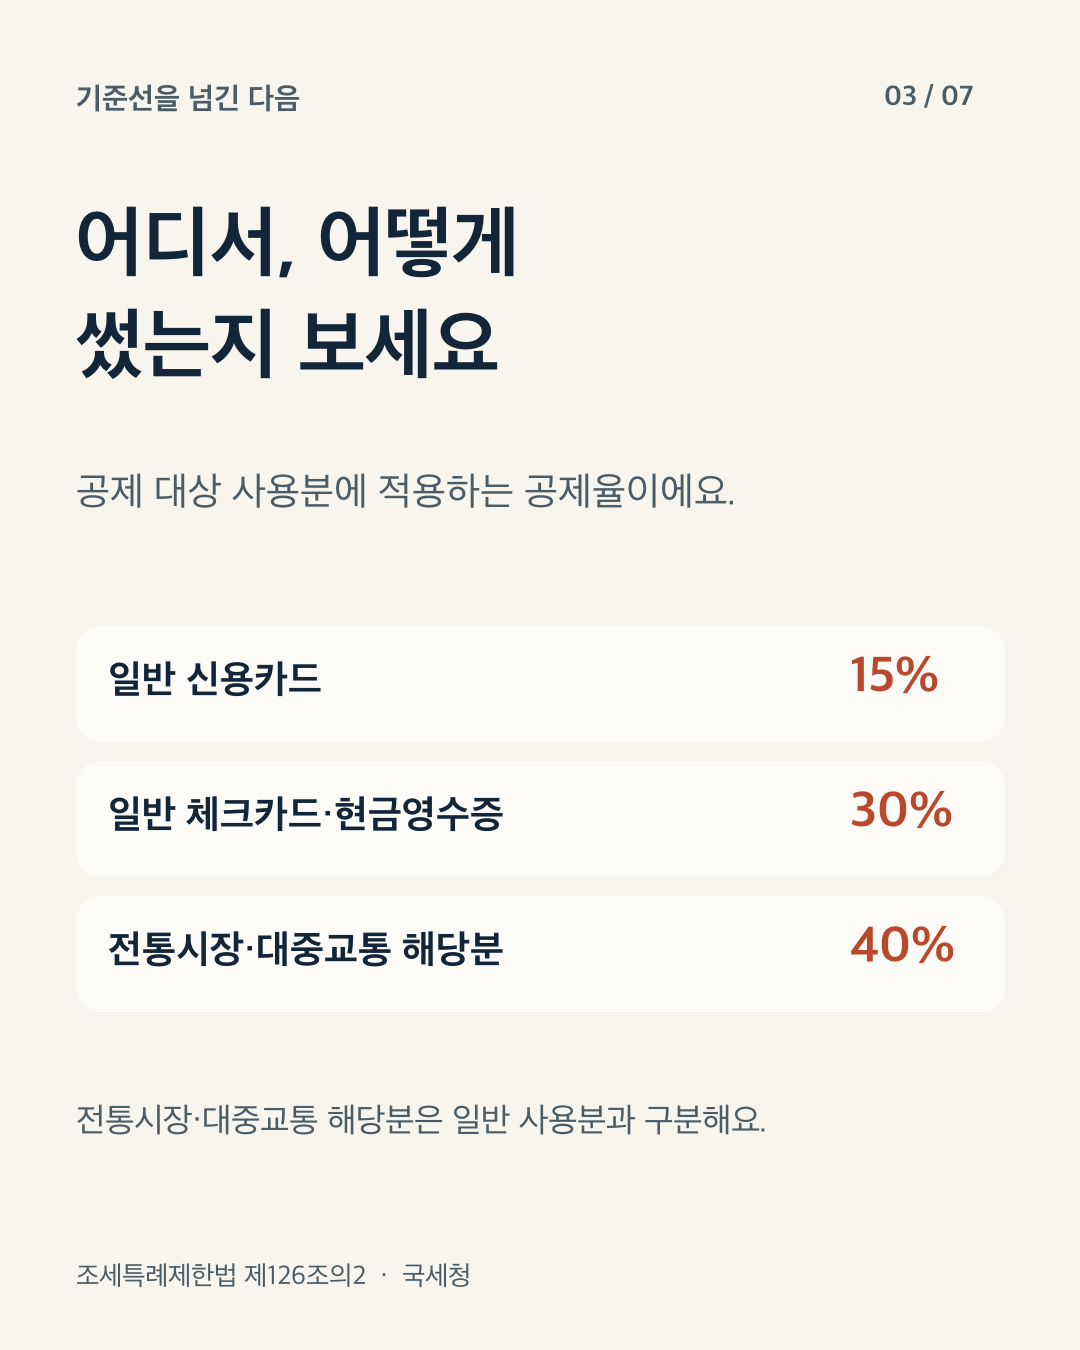 기준선을 넘긴 다음
03 / 07
어디서, 어떻게
썼는지 보세요
공제 대상 사용분에 적용하는 공제율이에요.
일반 신용카드 15%
일반 체크카드·현금영수증 30%
전통시장·대중교통 해당분 40%
전통시장·대중교통 해당분은 일반 사용분과 구분해요.
조세특례제한법 제126조의2 · 국세청